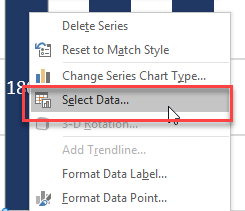 Delete Series
Reset to Match Style
Change Series Chart Type...
18
Select Data...
3-D Rotation...
Add Trendline...
Format Data Label...
Format Data Point...